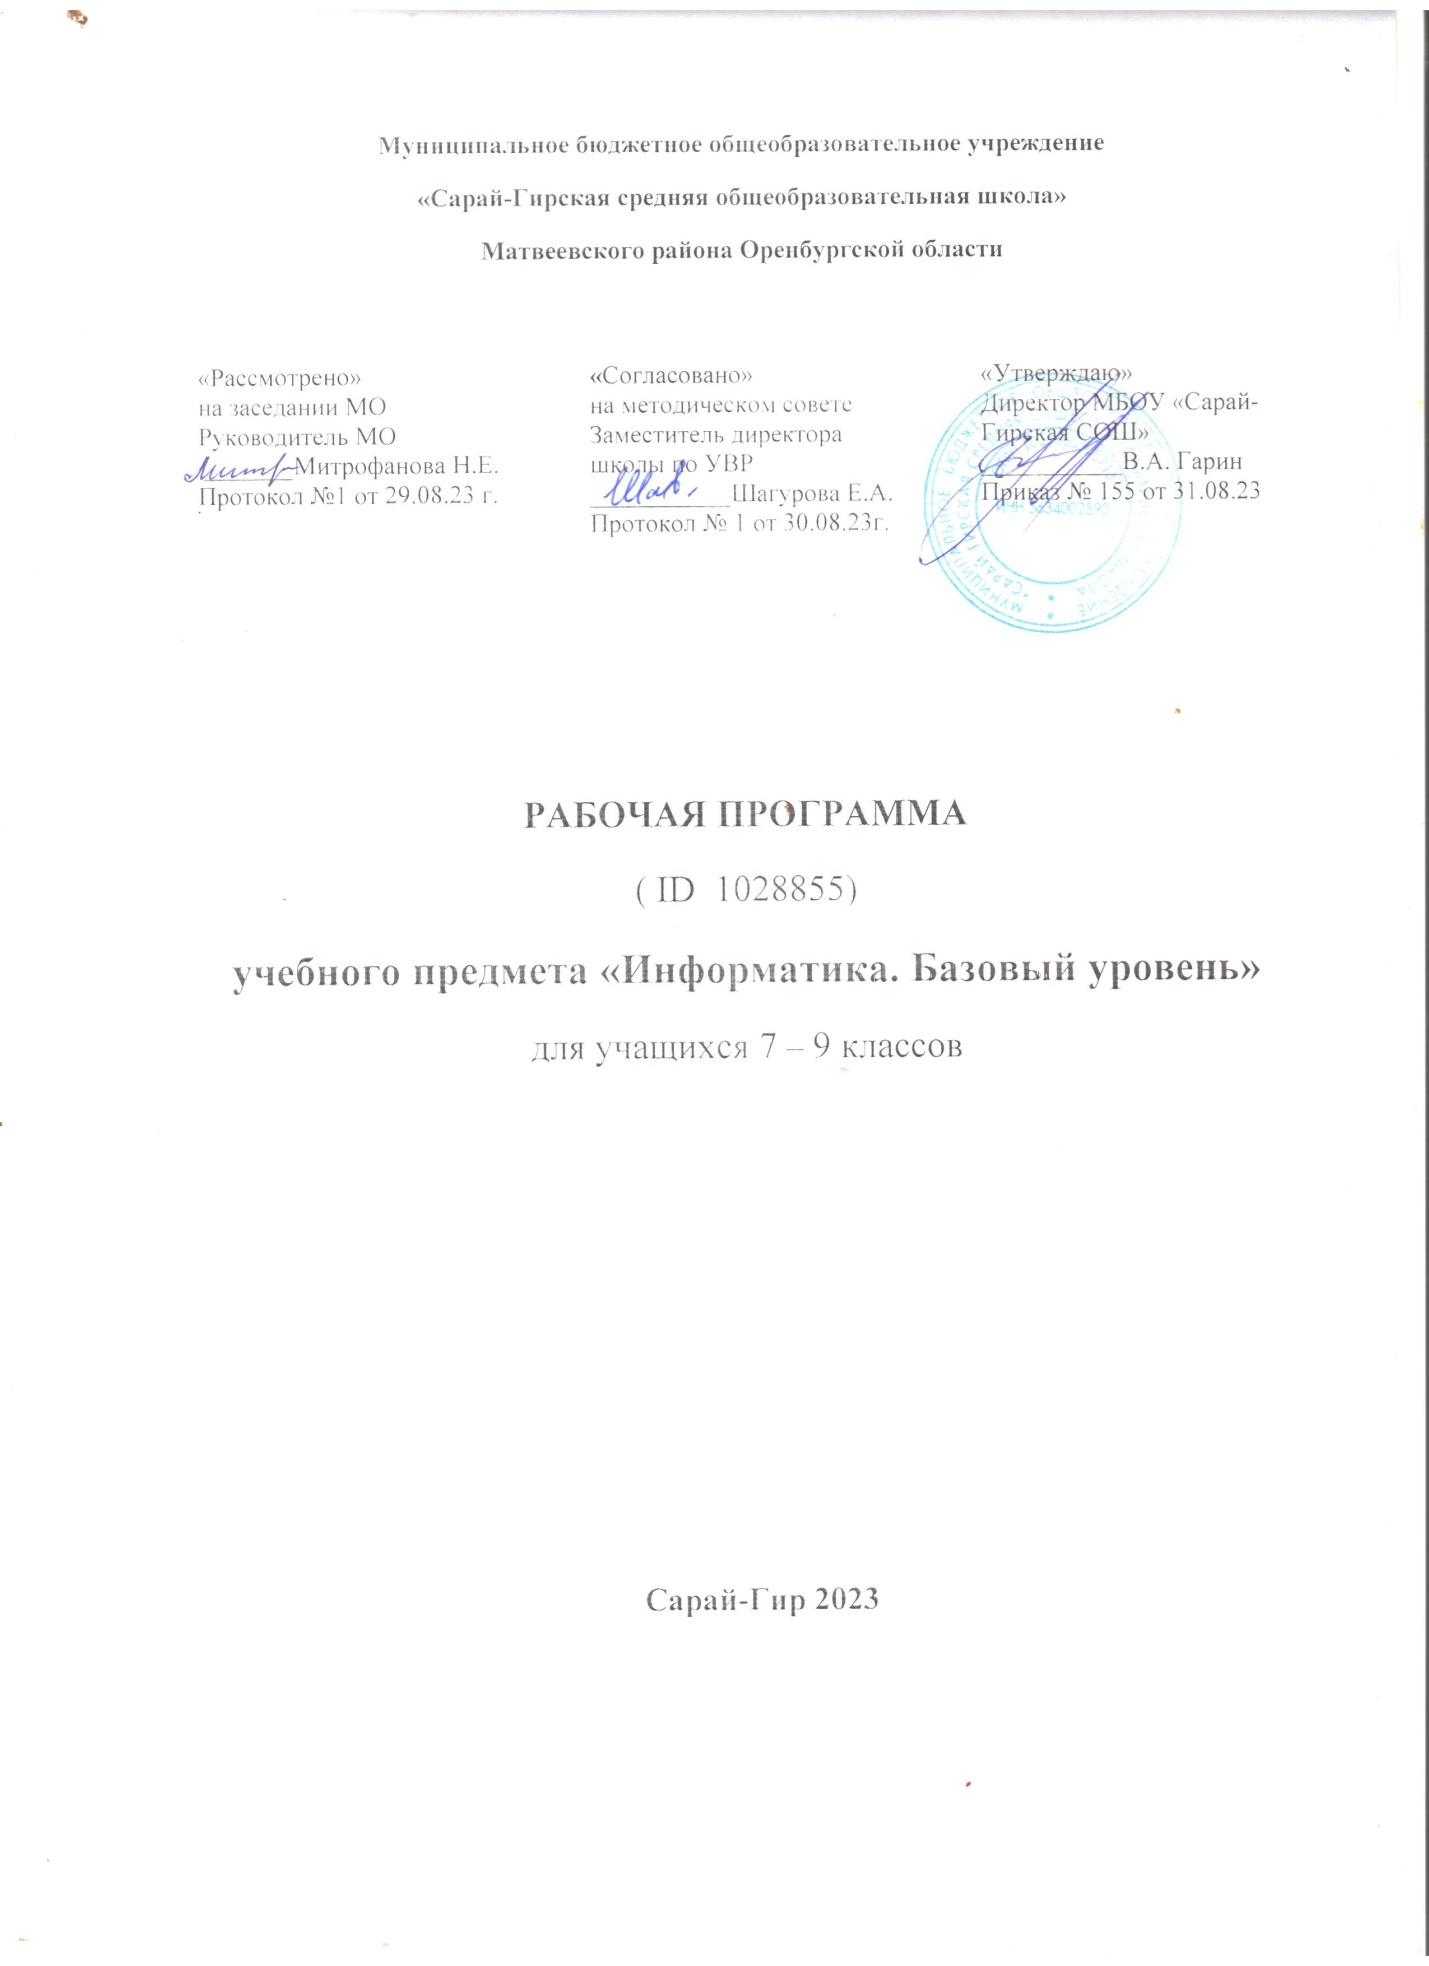 Муниципальное бюджетное общеобразовательное учреждение
«Сарай-Гирская средняя общеобразовательная школа»
Матвеевского района Оренбургской области
«Рассмотрено»
на заседании МО
Руководитель МО
Митрофанова Н.Е.
Протокол №1 от 29.08.23 г.
«Согласовано»
на методическом совете
Заместитель директора
школы по УВР
Шагурова Е.А.
Протокол № 1 от 30.08.23г.
«Утверждаю»
Директор МБОУ «Сарай-
Гирская СОШ»
В.А. Гарин
Приказ № 155 от 31.08.23
ИНН 5634002590
РАБОЧАЯ ПРОГРАММА
( ID 1028855)
учебного предмета «Информатика. Базовый уровень»
для учащихся 7 – 9 классов
Сарай-Гир 2023